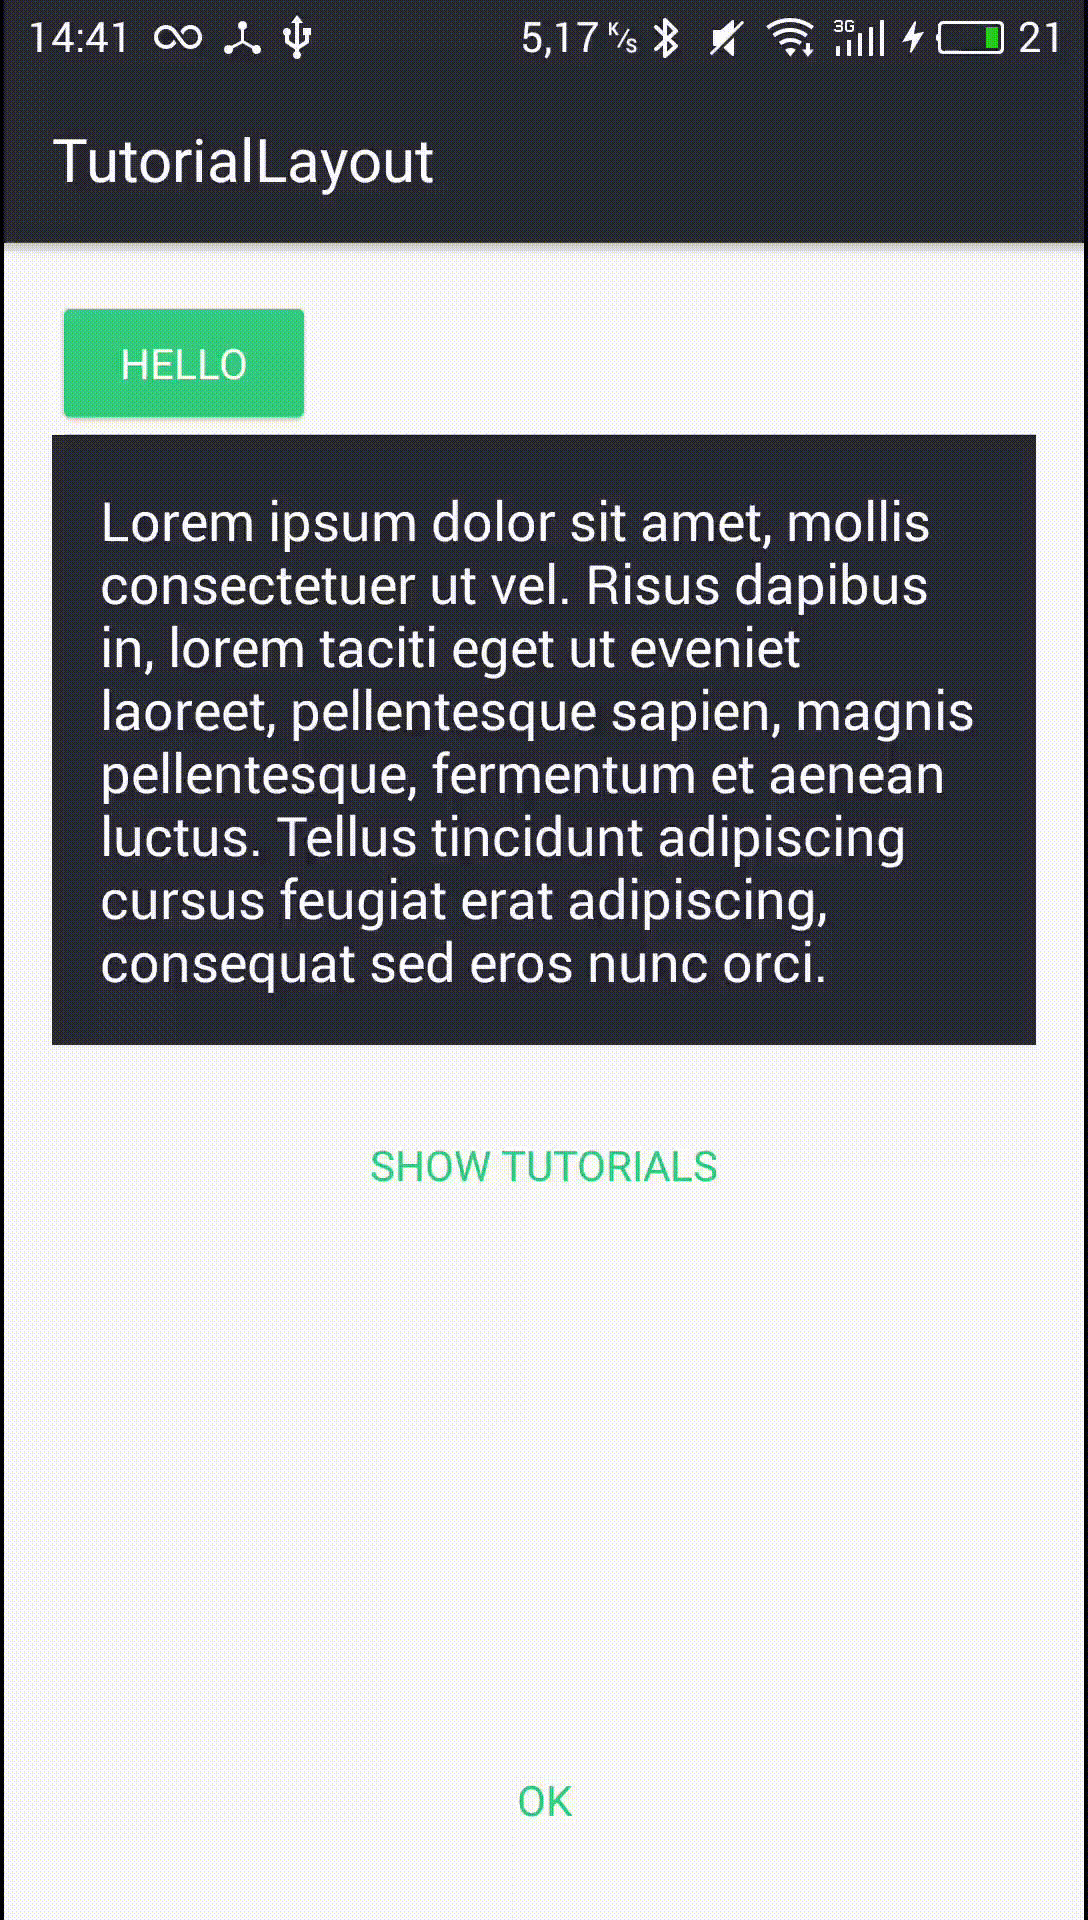 14:41 5,17 K/s 3G 21
TutorialLayout
HELLO
Lorem ipsum dolor sit amet, mollis
consectetuer ut vel. Risus dapibus
in, lorem taciti eget ut eveniet
laoreet, pellentesque sapien, magnis
pellentesque, fermentum et aenean
luctus. Tellus tincidunt adipiscing
cursus feugiat erat adipiscing,
consequat sed eros nunc orci.
SHOW TUTORIALS
OK